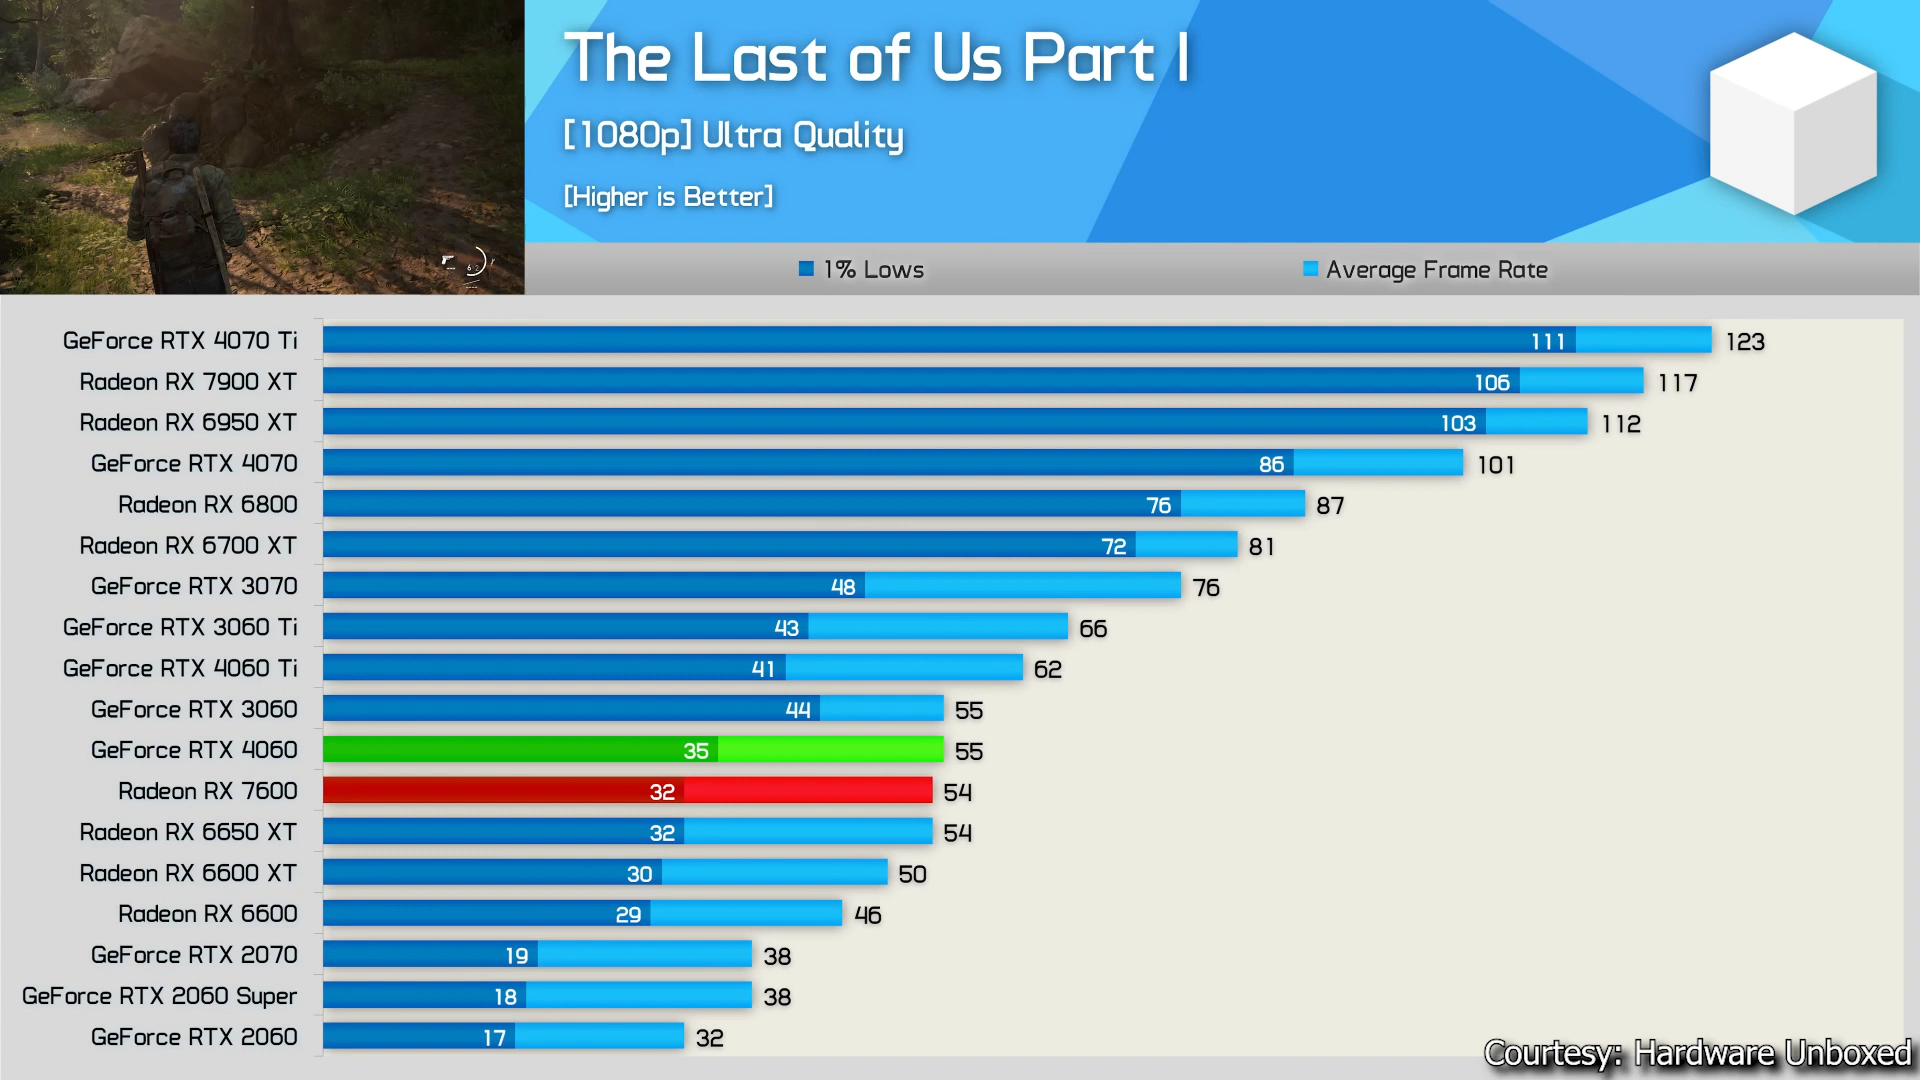 The Last of Us Part I
[1080p] Ultra Quality
[Higher is Better]
1% Lows Average Frame Rate
GeForce RTX 4070 Ti 111 123
Radeon RX 7900 XT 106 117
Radeon RX 6950 XT 103 112
GeForce RTX 4070 86 101
Radeon RX 6800 76 87
Radeon RX 6700 XT 72 81
GeForce RTX 3070 48 76
GeForce RTX 3060 Ti 43 66
GeForce RTX 4060 Ti 41 62
GeForce RTX 3060 44 55
GeForce RTX 4060 35 55
Radeon RX 7600 32 54
Radeon RX 6650 XT 32 54
Radeon RX 6600 XT 30 50
Radeon RX 6600 29 46
GeForce RTX 2070 19 38
GeForce RTX 2060 Super 18 38
GeForce RTX 2060 17 32
Courtesy: Hardware Unboxed